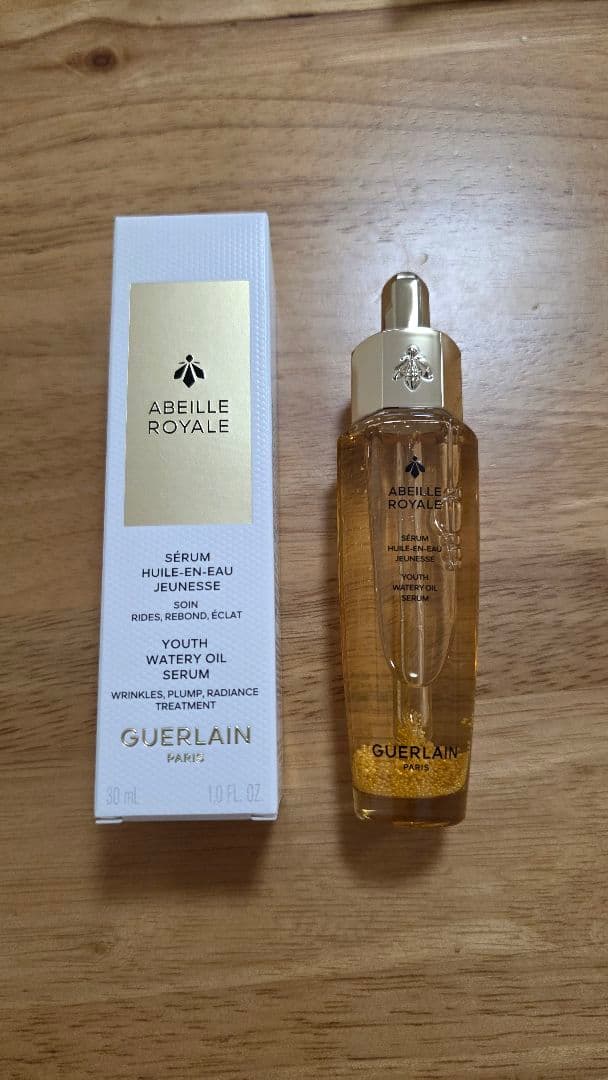 ABEILLE
ROYALE
SÉRUM
HUILE-EN-EAU
JEUNESSE
SOIN
RIDES, REBOND, ÉCLAT
YOUTH
WATERY OIL
SERUM
WRINKLES, PLUMP, RADIANCE
TREATMENT
GUERLAIN
PARIS
30 mL 1.0 FL. OZ.
ABEILLE
ROYALE
SÉRUM
HUILE-EN-EAU
JEUNESSE
YOUTH
WATERY OIL
SERUM
GUERLAIN
PARIS